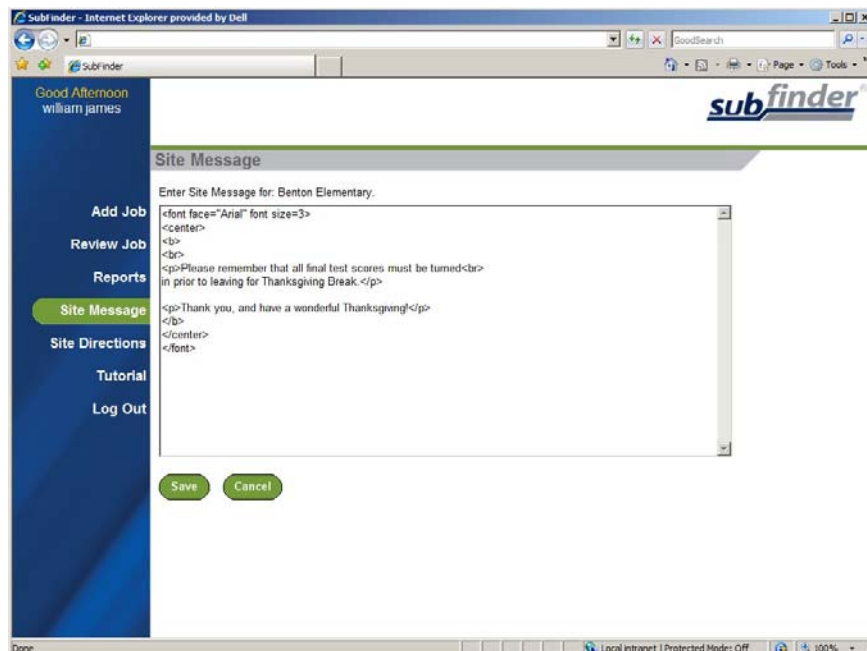 SubFinder - Internet Explorer provided by Dell
GoodSearch
SubFinder
Page
Tools
Good Afternoon
william james
subfinder®
Site Message
Enter Site Message for: Benton Elementary.
Add Job
Review Job
Reports
Site Message
Site Directions
Tutorial
Log Out
<font face="Arial" font size=3>
<center>
<b>
<br>
<p>Please remember that all final test scores must be turned<br>
in prior to leaving for Thanksgiving Break.</p>
<p>Thank you, and have a wonderful Thanksgiving!</p>
</b>
</center>
</font>
Save
Cancel
Done
Local intranet | Protected Mode: Off
100%